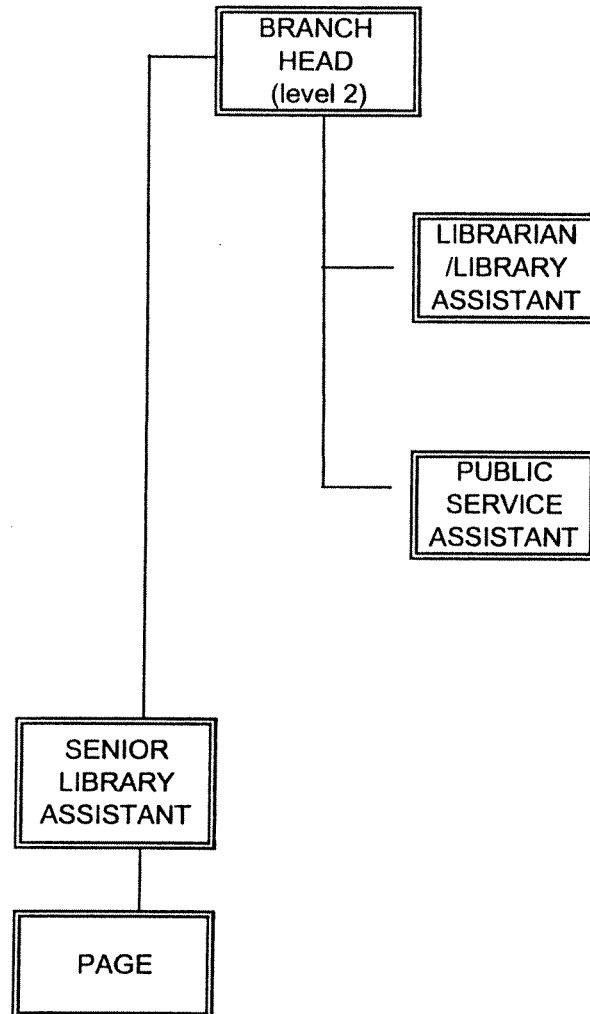 BRANCH
HEAD
(level 2)
LIBRARIAN
/LIBRARY
ASSISTANT
PUBLIC
SERVICE
ASSISTANT
SENIOR
LIBRARY
ASSISTANT
PAGE